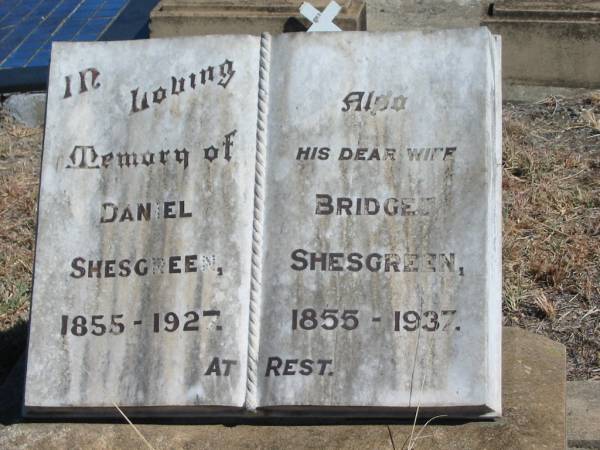 In Loving
Memory of
DANIEL
SHESGREEN,
1855 - 1927.
Also
HIS DEAR WIFE
BRIDGET
SHESGREEN,
1855 - 1937.
AT REST.